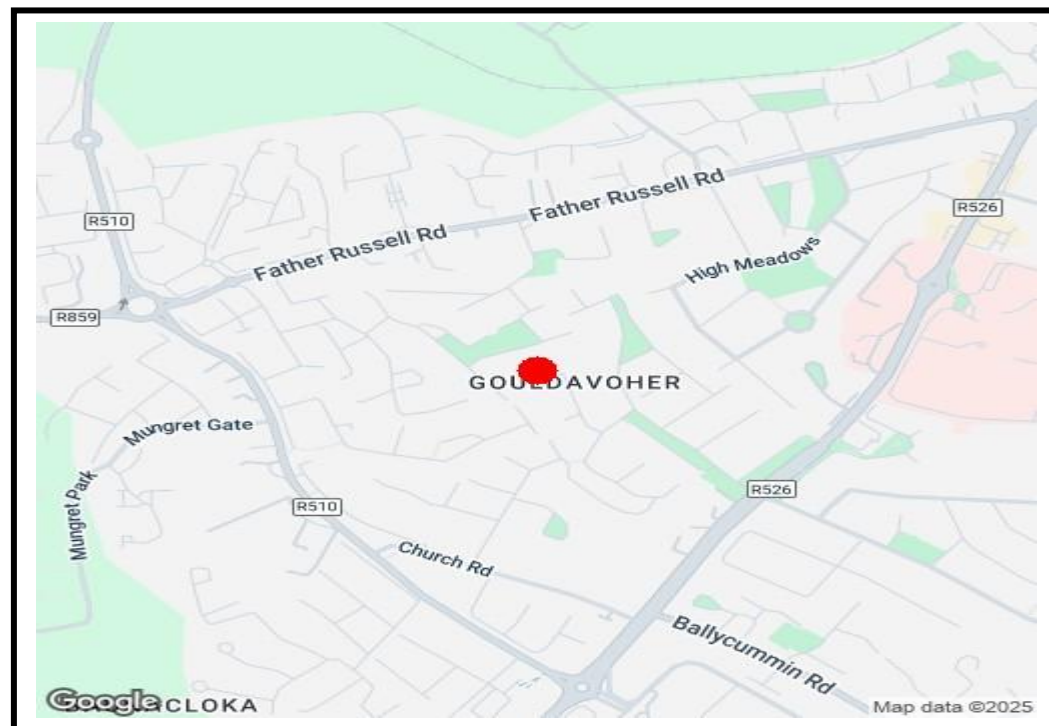 Father Russell Rd
R510
R526
Father Russell Rd
High Meadows
R859
GOULDAVOHER
Mungret Gate
Mungret Park
R526
R510
Church Rd
Ballycummin Rd
Google
Map data ©2025